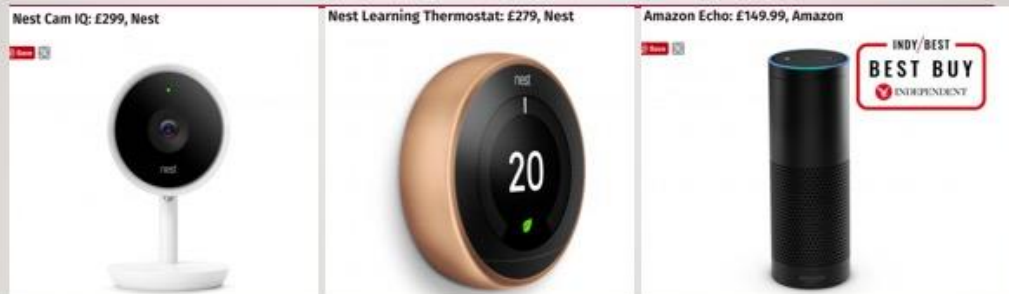 Nest Cam IQ: £299, Nest
Save
nest
Nest Learning Thermostat: £279, Nest
nest
20
Amazon Echo: £149.99, Amazon
Save
INDY/BEST
BEST BUY
INDEPENDENT